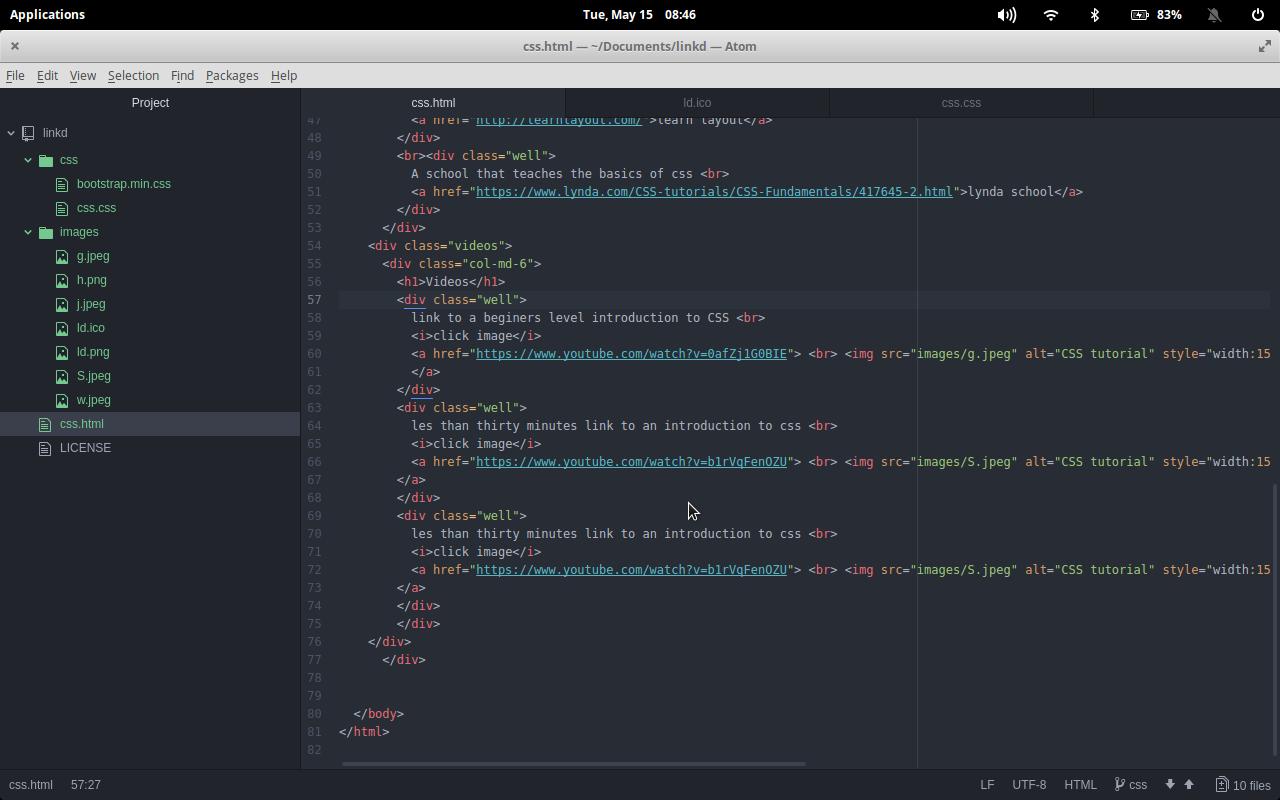 Applications
Tue, May 15 08:46
83%
css.html — ~/Documents/linkd — Atom
File Edit View Selection Find Packages Help
Project
linkd
css
bootstrap.min.css
css.css
images
g.jpeg
h.png
j.jpeg
ld.ico
ld.png
S.jpeg
w.jpeg
css.html
LICENSE
css.html ld.ico css.css
47 <a href="http://learnlayout.com/">learn layout</a>
48 </div>
49 <br><div class="well">
50 A school that teaches the basics of css <br>
51 <a href="https://www.lynda.com/CSS-tutorials/CSS-Fundamentals/417645-2.html">lynda school</a>
52 </div>
53 </div>
54 <div class="videos">
55 <div class="col-md-6">
56 <h1>Videos</h1>
57 <div class="well">
58 link to a beginers level introduction to CSS <br>
59 <i>click image</i>
60 <a href="https://www.youtube.com/watch?v=0afZj1G0BIE"> <br> <img src="images/g.jpeg" alt="CSS tutorial" style="width:15
61 </a>
62 </div>
63 <div class="well">
64 les than thirty minutes link to an introduction to css <br>
65 <i>click image</i>
66 <a href="https://www.youtube.com/watch?v=b1rVqFenOZU"> <br> <img src="images/S.jpeg" alt="CSS tutorial" style="width:15
67 </a>
68 </div>
69 <div class="well">
70 les than thirty minutes link to an introduction to css <br>
71 <i>click image</i>
72 <a href="https://www.youtube.com/watch?v=b1rVqFenOZU"> <br> <img src="images/S.jpeg" alt="CSS tutorial" style="width:15
73 </a>
74 </div>
75 </div>
76 </div>
77 </div>
78
79
80 </body>
81 </html>
82
css.html 57:27
LF UTF-8 HTML css 10 files